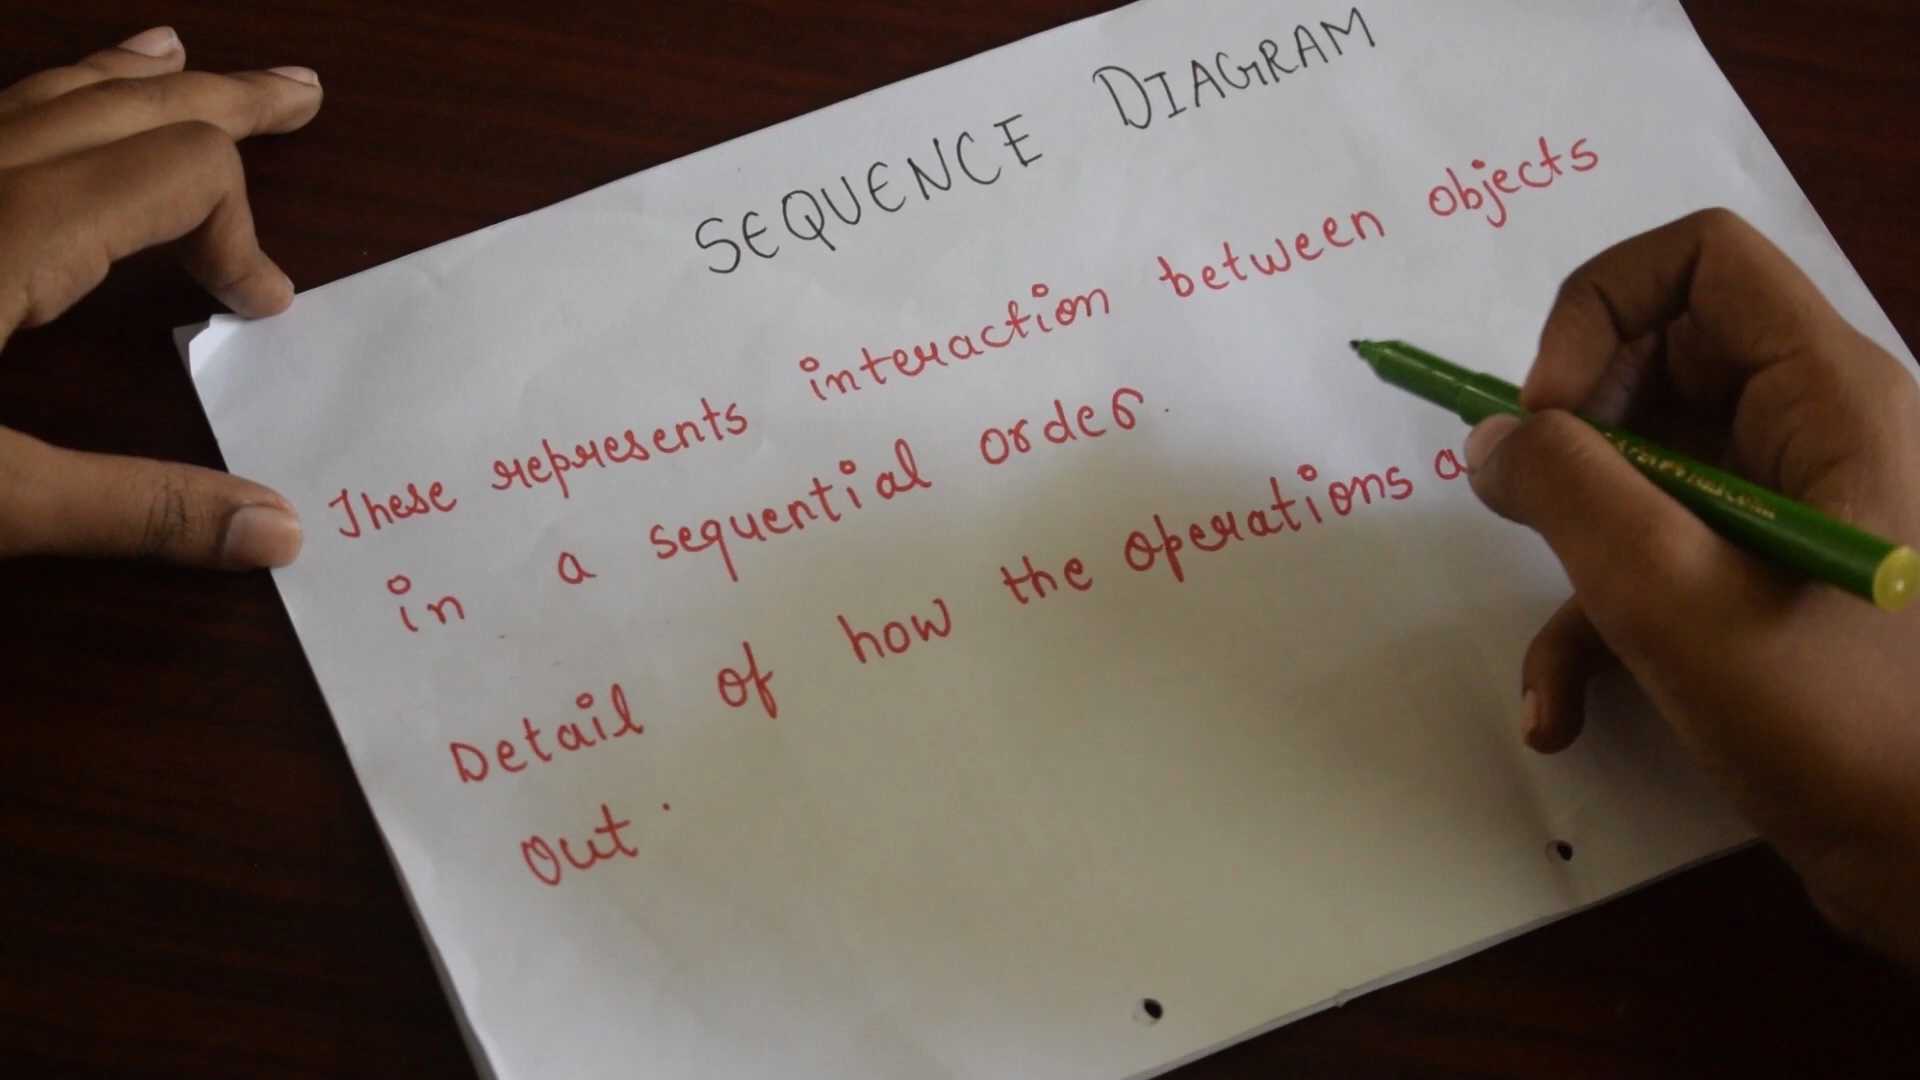 SEQUENCE DIAGRAM
These represents interaction between objects
in a sequential order.
Detail of how the operations
out.